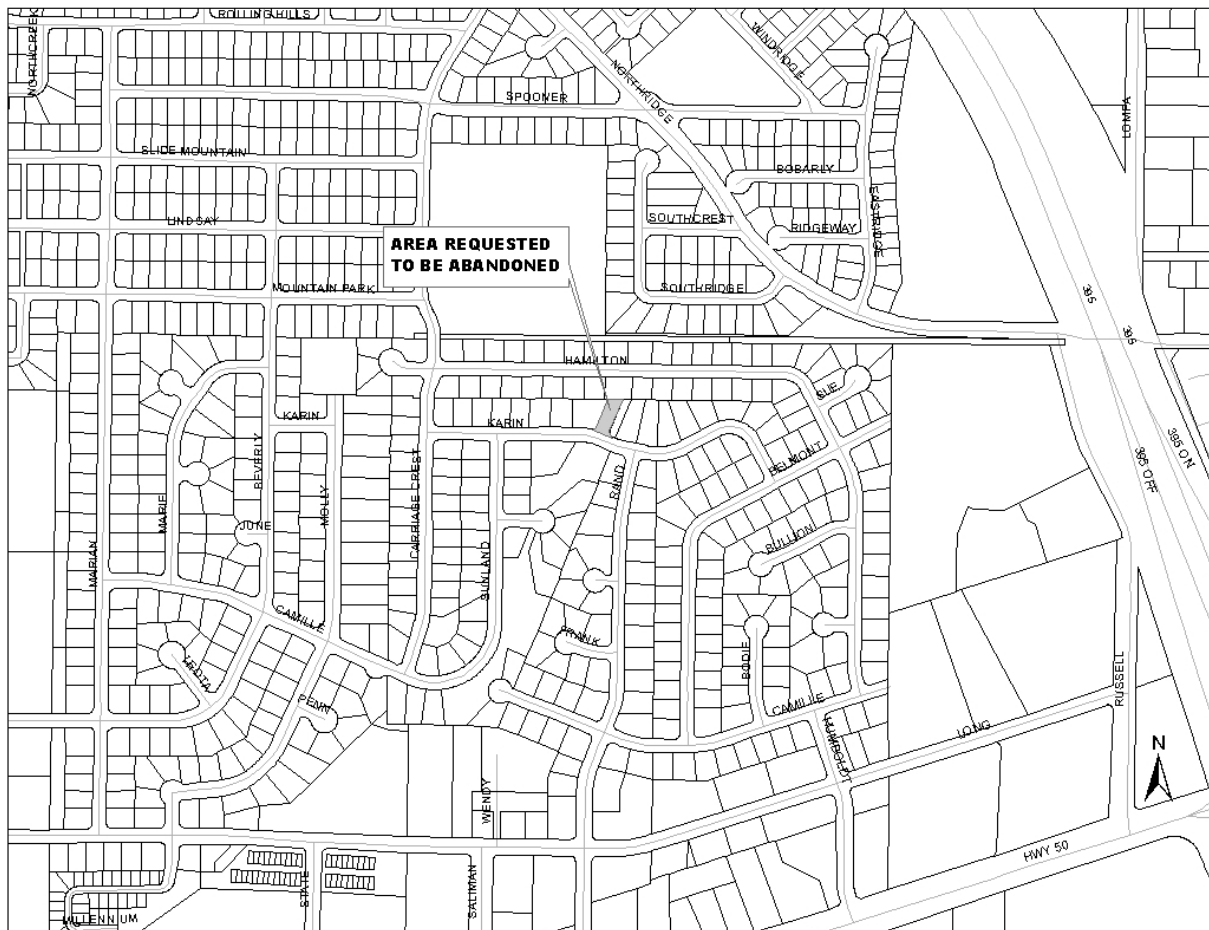 ROLLING HILLS
NORTHCREEK
WINDRIDGE
NORTHRIDGE
SPOONER
LOMPA
SLIDE MOUNTAIN
BOBARLY
EASTRIDGE
LINDSAY
SOUTHCREST
RIDGEWAY
AREA REQUESTED
TO BE ABANDONED
MOUNTAIN PARK
SOUTHRIDGE
395
395
HAMILTON
SUE
KARIN
KARIN
BEVERLY
BELMONT
395 ON
395 OFF
RAND
MARIE
MOLLY
CARRIAGE CREST
JUNE
BULLION
SUNLAND
MARIAN
CAMILLE
FRANK
BODIE
LEOTA
PENN
CAMILLE
RUSSELL
HUMBOLDT
LONG
N
WENDY
HWY 50
STATE
SALIMAN
MILLENNIUM